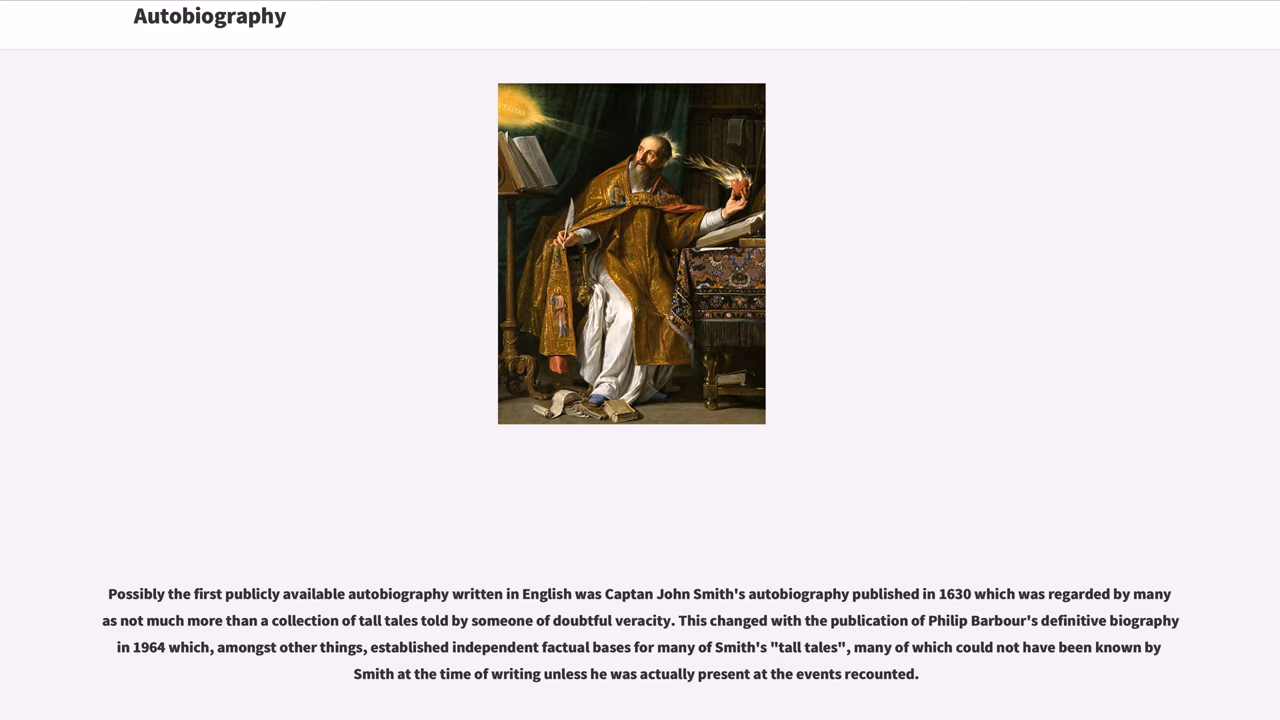 Autobiography
VERITAS
Possibly the first publicly available autobiography written in English was Captan John Smith's autobiography published in 1630 which was regarded by many
as not much more than a collection of tall tales told by someone of doubtful veracity. This changed with the publication of Philip Barbour's definitive biography
in 1964 which, amongst other things, established independent factual bases for many of Smith's "tall tales", many of which could not have been known by
Smith at the time of writing unless he was actually present at the events recounted.